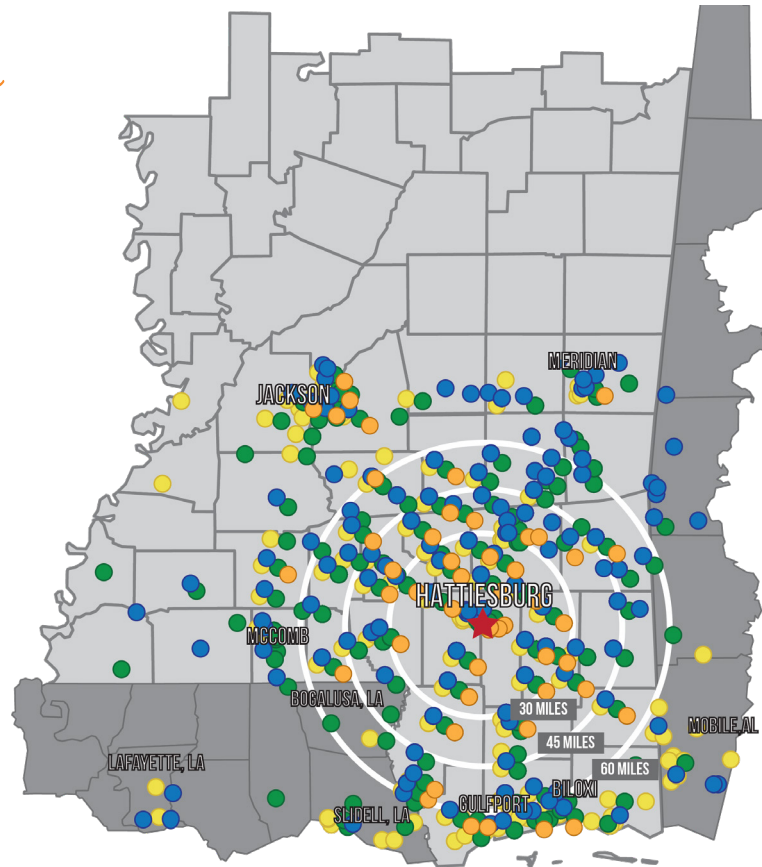 MERIDIAN
JACKSON
HATTIESBURG
MCCOMB
BOGALUSA, LA
30 MILES
MOBILE,AL
45 MILES
LAFAYETTE, LA
60 MILES
BILOXI
GULFPORT
SLIDELL, LA